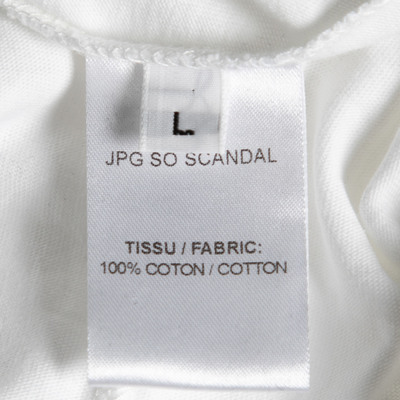 L
JPG SO SCANDAL
TISSU / FABRIC:
100% COTON / COTTON